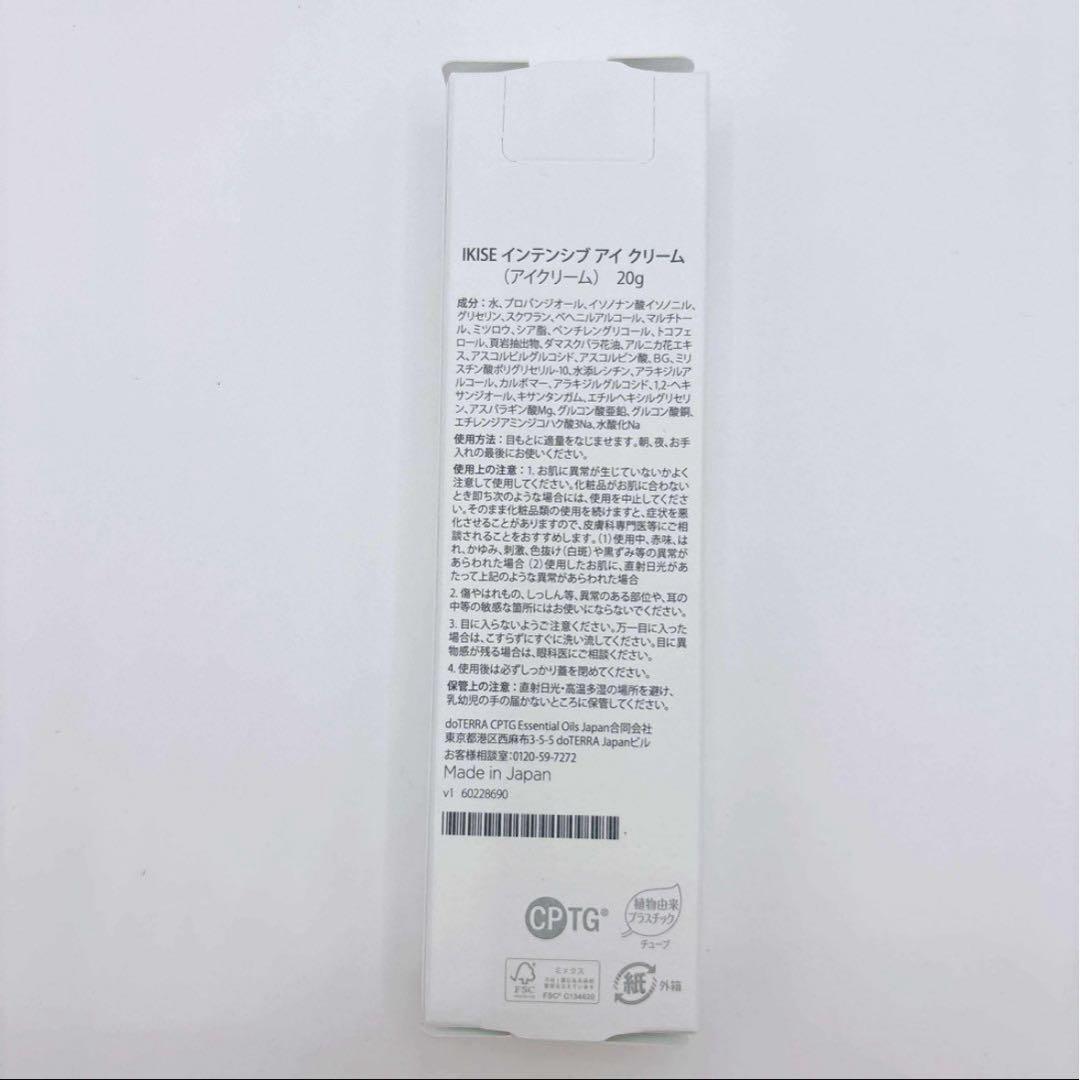 IKISE インテンシブ アイ クリーム
（アイクリーム） 20g
成分：水、プロパンジオール、イソノナン酸イソノニル、
グリセリン、スクワラン、ベヘニルアルコール、マルチトー
ル、ミツロウ、シア脂、ペンチレングリコール、トコフェ
ロール、頁岩抽出物、ダマスクバラ花油、アルニカ花エキ
ス、アスコルビルグルコシド、アスコルビン酸、BG、ミリ
スチン酸ポリグリセリル-10、水添レシチン、アラキジルア
ルコール、カルボマー、アラキジルグルコシド、1,2-ヘキ
サンジオール、キサンタンガム、エチルヘキシルグリセリ
ン、アスパラギン酸Mg、グルコン酸亜鉛、グルコン酸銅、
エチレンジアミンジコハク酸3Na、水酸化Na
使用方法：目もとに適量をなじませます。朝、夜、お手
入れの最後にお使いください。
使用上の注意：1. お肌に異常が生じていないかよく
注意して使用してください。化粧品がお肌に合わない
とき即ち次のような場合には、使用を中止してくださ
い。そのまま化粧品類の使用を続けますと、症状を悪
化させることがありますので、皮膚科専門医等にご相
談されることをおすすめします。（1）使用中、赤味、は
れ、かゆみ、刺激、色抜け（白斑）や黒ずみ等の異常が
あらわれた場合（2）使用したお肌に、直射日光があ
たって上記のような異常があらわれた場合
2. 傷やはれもの、しっしん等、異常のある部位や、耳の
中等の敏感な箇所にはお使いにならないでください。
3. 目に入らないようご注意ください。万一目に入った
場合は、こすらずにすぐに洗い流してください。目に異
物感が残る場合は、眼科医にご相談ください。
4. 使用後は必ずしっかり蓋を閉めてください。
保管上の注意：直射日光・高温多湿の場所を避け、
乳幼児の手の届かないところに保管してください。
doTERRA CPTG Essential Oils Japan合同会社
東京都港区西麻布3-5-5 doTERRA Japanビル
お客様相談室：0120-59-7272
Made in Japan
v1 60228690
CPTG®
植物由来
プラスチック
チューブ
FSC
ミックス
FSC® C134620
紙 外箱